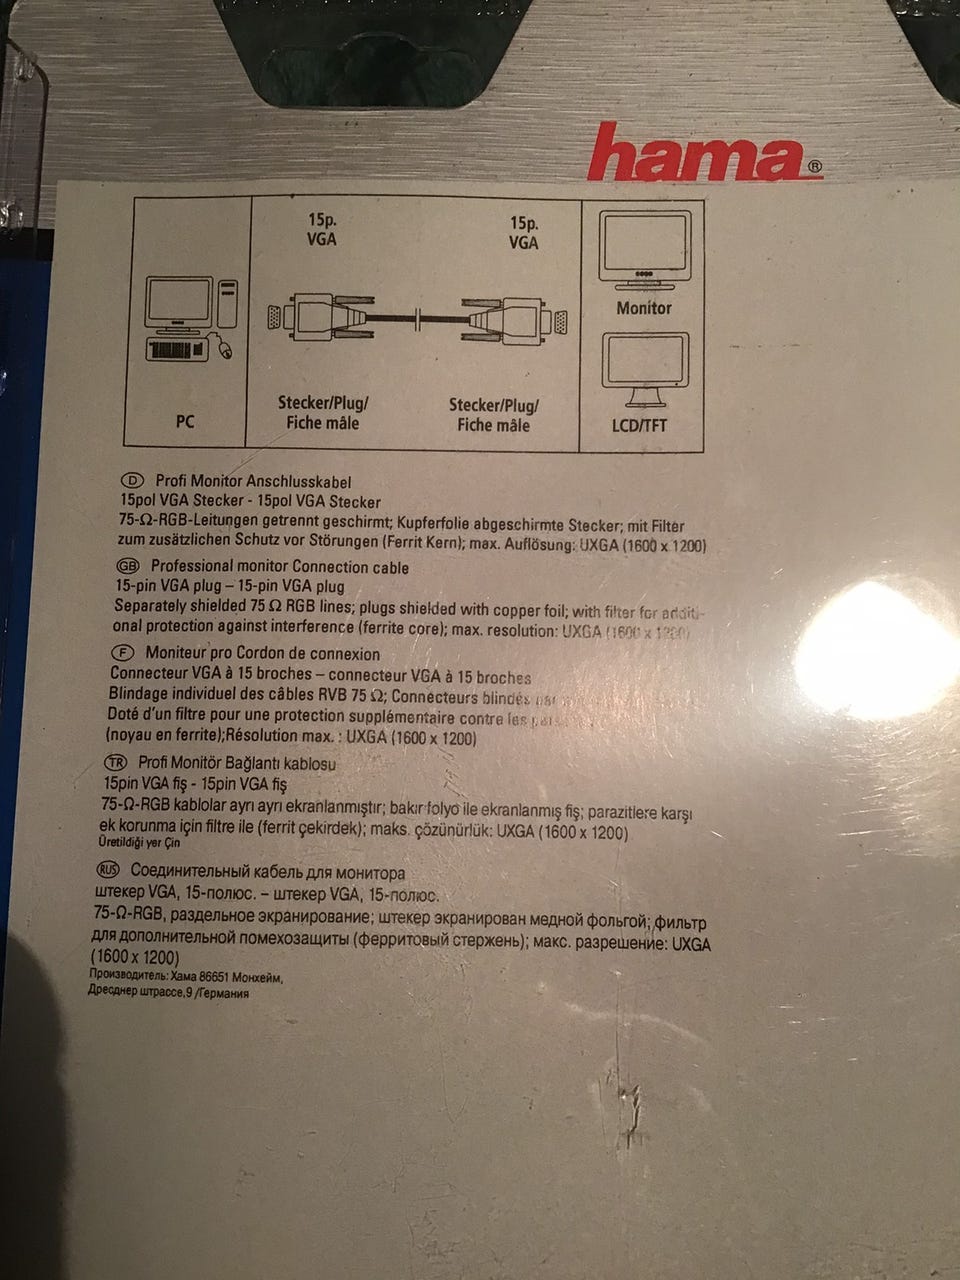 hama®
15p.
VGA
15p.
VGA
Monitor
Stecker/Plug/
Fiche mâle
Stecker/Plug/
Fiche mâle
PC
LCD/TFT
D Profi Monitor Anschlusskabel
15pol VGA Stecker - 15pol VGA Stecker
75-Ω-RGB-Leitungen getrennt geschirmt; Kupferfolie abgeschirmte Stecker; mit Filter
zum zusätzlichen Schutz vor Störungen (Ferrit Kern); max. Auflösung: UXGA (1600 x 1200)
GB Professional monitor Connection cable
15-pin VGA plug – 15-pin VGA plug
Separately shielded 75 Ω RGB lines; plugs shielded with copper foil; with filter for additi-
onal protection against interference (ferrite core); max. resolution: UXGA (1600 x 1200)
F Moniteur pro Cordon de connexion
Connecteur VGA à 15 broches – connecteur VGA à 15 broches
Blindage individuel des câbles RVB 75 Ω; Connecteurs blindés par
Doté d'un filtre pour une protection supplémentaire contre les
(noyau en ferrite);Résolution max. : UXGA (1600 x 1200)
TR Profi Monitör Bağlantı kablosu
15pin VGA fiş - 15pin VGA fiş
75-Ω-RGB kablolar ayrı ayrı ekranlanmıştır; bakır folyo ile ekranlanmış fiş; parazitlere karşı
ek korunma için filtre ile (ferrit çekirdek); maks. çözünürlük: UXGA (1600 x 1200)
Üretildiği yer Çin
RUS Соединительный кабель для монитора
штекер VGA, 15-полюс. – штекер VGA, 15-полюс.
75-Ω-RGB, раздельное экранирование; штекер экранирован медной фольгой; фильтр
для дополнительной помехозащиты (ферритовый стержень); макс. разрешение: UXGA
(1600 x 1200)
Производитель: Хама 86651 Монхейм,
Дресднер штрассе,9 /Германия